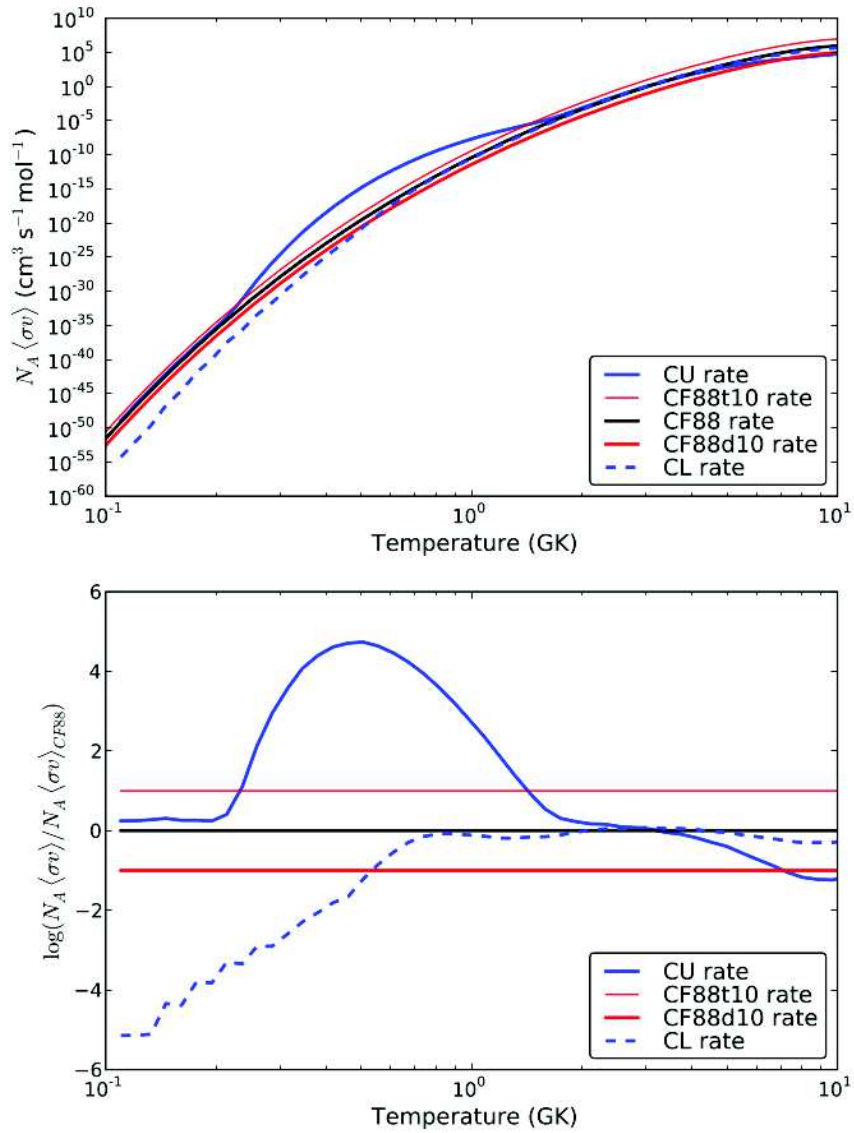 10^10
10^5
10^0
10^-5
10^-10
10^-15
10^-20
10^-25
10^-30
10^-35
10^-40
10^-45
10^-50
10^-55
10^-60
N_A ⟨σv⟩ (cm^3 s^-1 mol^-1)
CU rate
CF88t10 rate
CF88 rate
CF88d10 rate
CL rate
10^-1 10^0 10^1
Temperature (GK)
6
4
2
0
−2
−4
−6
log(N_A ⟨σv⟩/N_A ⟨σv⟩_CF88)
CU rate
CF88t10 rate
CF88d10 rate
CL rate
10^-1 10^0 10^1
Temperature (GK)